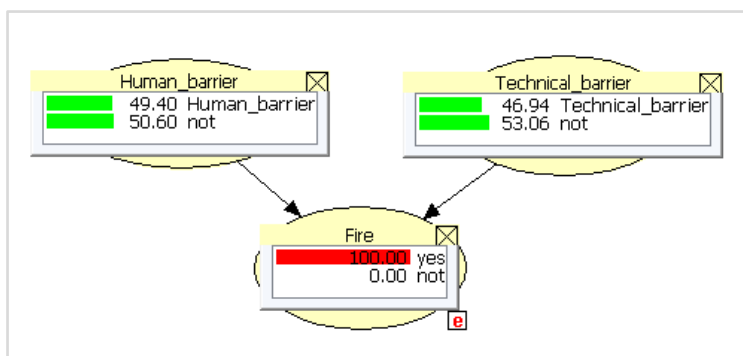 Human_barrier
49.40 Human_barrier
50.60 not
Technical_barrier
46.94 Technical_barrier
53.06 not
Fire
100.00 yes
0.00 not
e